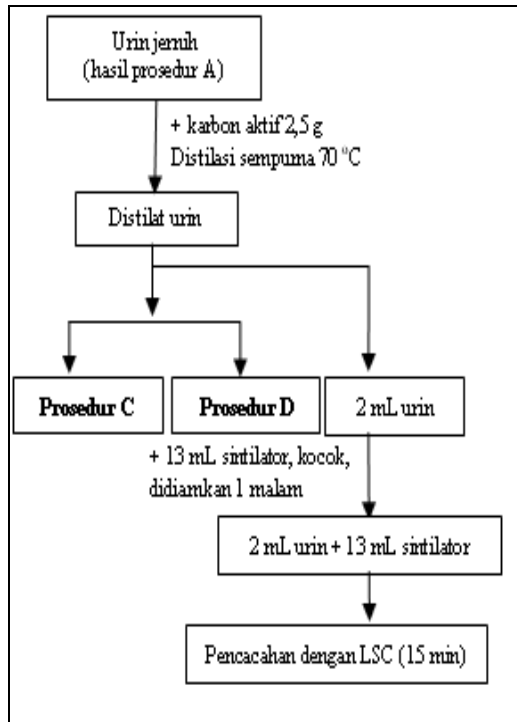 Urin jernih
(hasil prosedur A)
+ karbon aktif 2,5 g
Distilasi sempurna 70 °C
Distilat urin
Prosedur C
Prosedur D
2 mL urin
+ 13 mL sintilator, kocok,
didiamkan 1 malam
2 mL urin + 13 mL sintilator
Pencacahan dengan LSC (15 min)